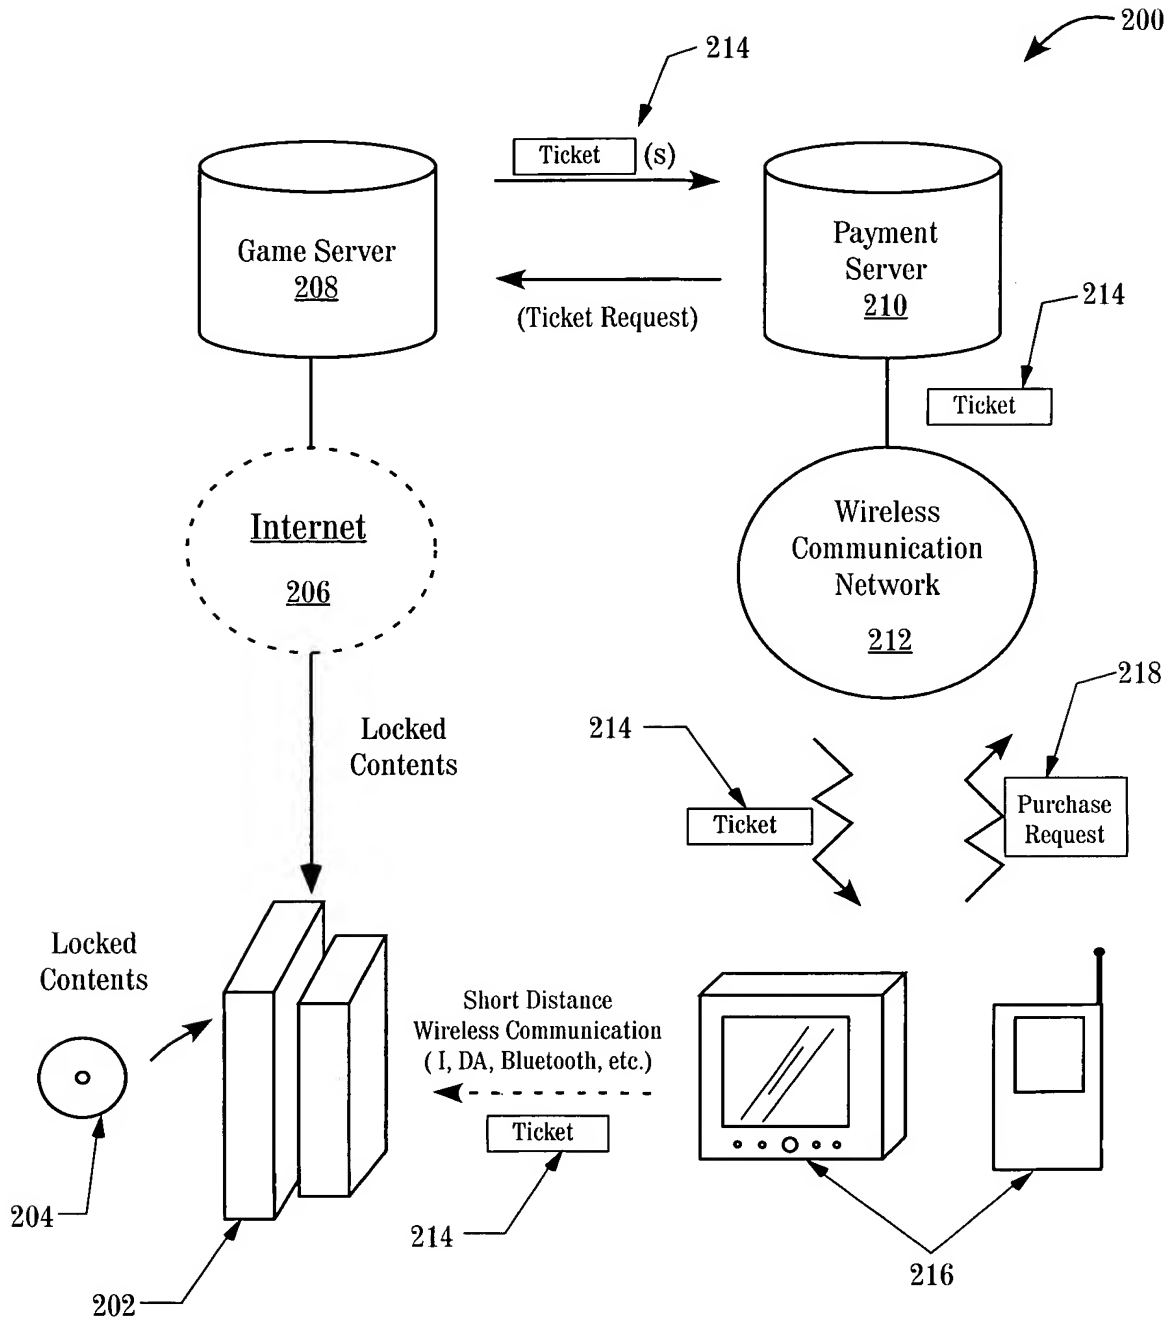 200
214
Ticket (s)
Game Server
208
Payment
Server
210
(Ticket Request)
214
Ticket
Internet
206
Wireless
Communication
Network
212
218
214
Locked
Contents
Ticket
Purchase
Request
Locked
Contents
Short Distance
Wireless Communication
( I, DA, Bluetooth, etc.)
Ticket
204
214
216
202